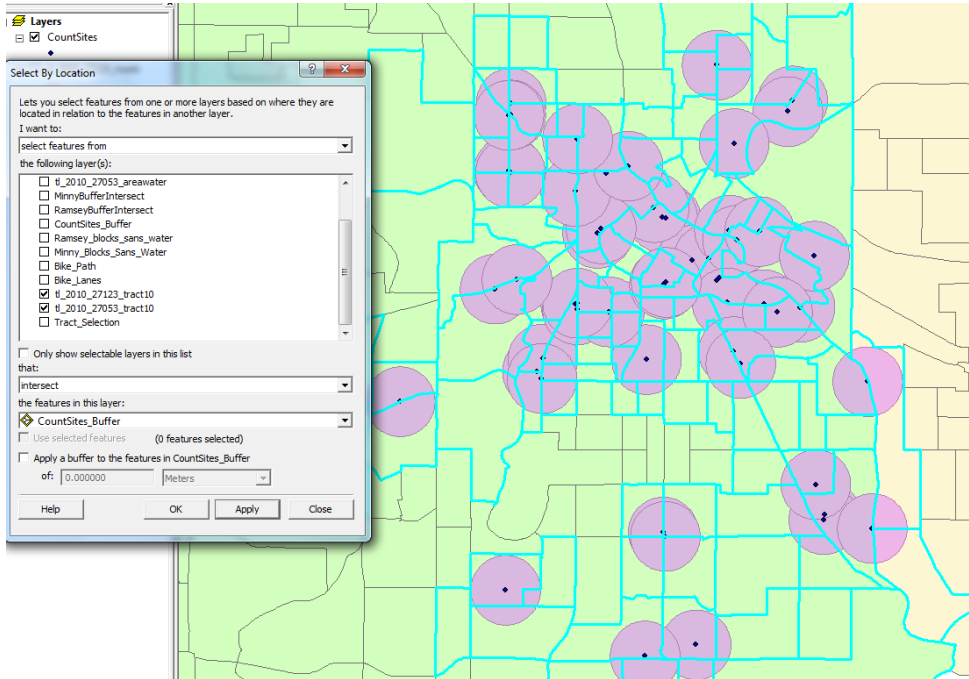 Layers
CountSites
Select By Location
Lets you select features from one or more layers based on where they are
located in relation to the features in another layer.
I want to:
select features from
the following layer(s):
tl_2010_27053_areawater
MinnyBufferIntersect
RamseyBufferIntersect
CountSites_Buffer
Ramsey_blocks_sans_water
Minny_Blocks_Sans_Water
Bike_Path
Bike_Lanes
tl_2010_27123_tract10
tl_2010_27053_tract10
Tract_Selection
Only show selectable layers in this list
that:
intersect
the features in this layer:
CountSites_Buffer
Use selected features (0 features selected)
Apply a buffer to the features in CountSites_Buffer
of: 0.000000 Meters
Help OK Apply Close